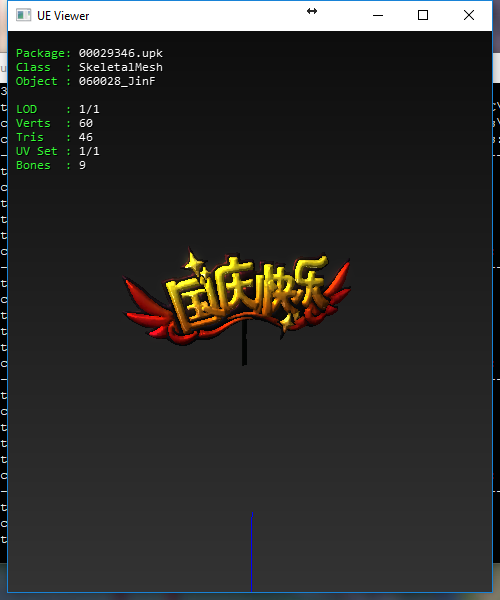 UE Viewer
Package: 00029346.upk
Class : SkeletalMesh
Object : 060028_JinF
LOD : 1/1
Verts : 60
Tris : 46
UV Set : 1/1
Bones : 9
国庆快乐